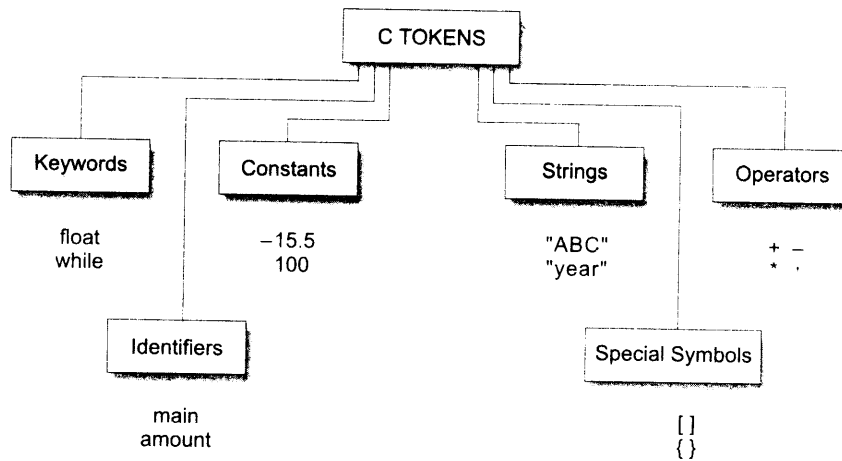 C TOKENS
Keywords
Constants
Strings
Operators
float
while
−15.5
100
"ABC"
"year"
+ −
* '
Identifiers
Special Symbols
main
amount
[ ]
{ }